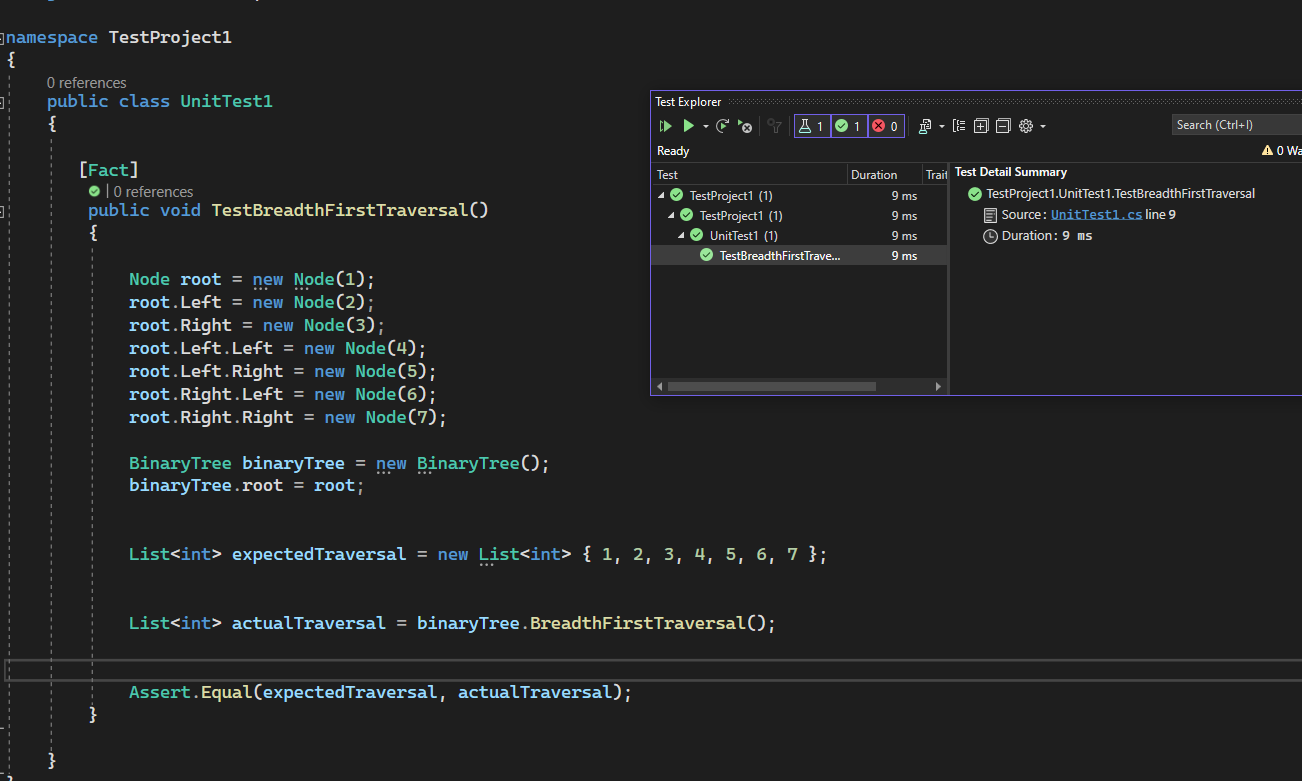 namespace TestProject1
{
0 references
public class UnitTest1
{
[Fact]
| 0 references
public void TestBreadthFirstTraversal()
{
Node root = new Node(1);
root.Left = new Node(2);
root.Right = new Node(3);
root.Left.Left = new Node(4);
root.Left.Right = new Node(5);
root.Right.Left = new Node(6);
root.Right.Right = new Node(7);
BinaryTree binaryTree = new BinaryTree();
binaryTree.root = root;
List<int> expectedTraversal = new List<int> { 1, 2, 3, 4, 5, 6, 7 };
List<int> actualTraversal = binaryTree.BreadthFirstTraversal();
Assert.Equal(expectedTraversal, actualTraversal);
}
}
Test Explorer
1 1 0
Search (Ctrl+I)
Ready
0 Wa
Test Duration Trait
TestProject1 (1) 9 ms
TestProject1 (1) 9 ms
UnitTest1 (1) 9 ms
TestBreadthFirstTrave... 9 ms
Test Detail Summary
TestProject1.UnitTest1.TestBreadthFirstTraversal
Source: UnitTest1.cs line 9
Duration: 9 ms